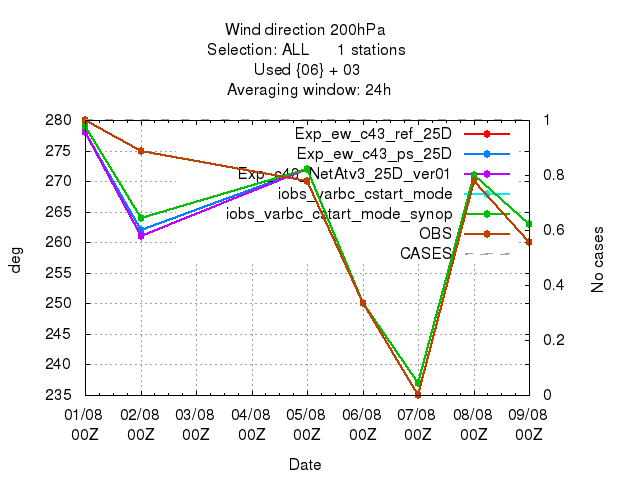 Wind direction 200hPa
Selection: ALL 1 stations
Used {06} + 03
Averaging window: 24h
280 1
Exp_ew_c43_ref_25D
275
Exp_ew_c43_ps_25D
270 0.8
NetAtv3_25D_ver01
iobs_varbc_cstart_mode
265
iobs_varbc_cstart_mode_synop
0.6
OBS
260
CASES
deg
No cases
255
0.4
250
245
0.2
240
235 0
01/08 02/08 03/08 04/08 05/08 06/08 07/08 08/08 09/08
00Z 00Z 00Z 00Z 00Z 00Z 00Z 00Z 00Z
Date